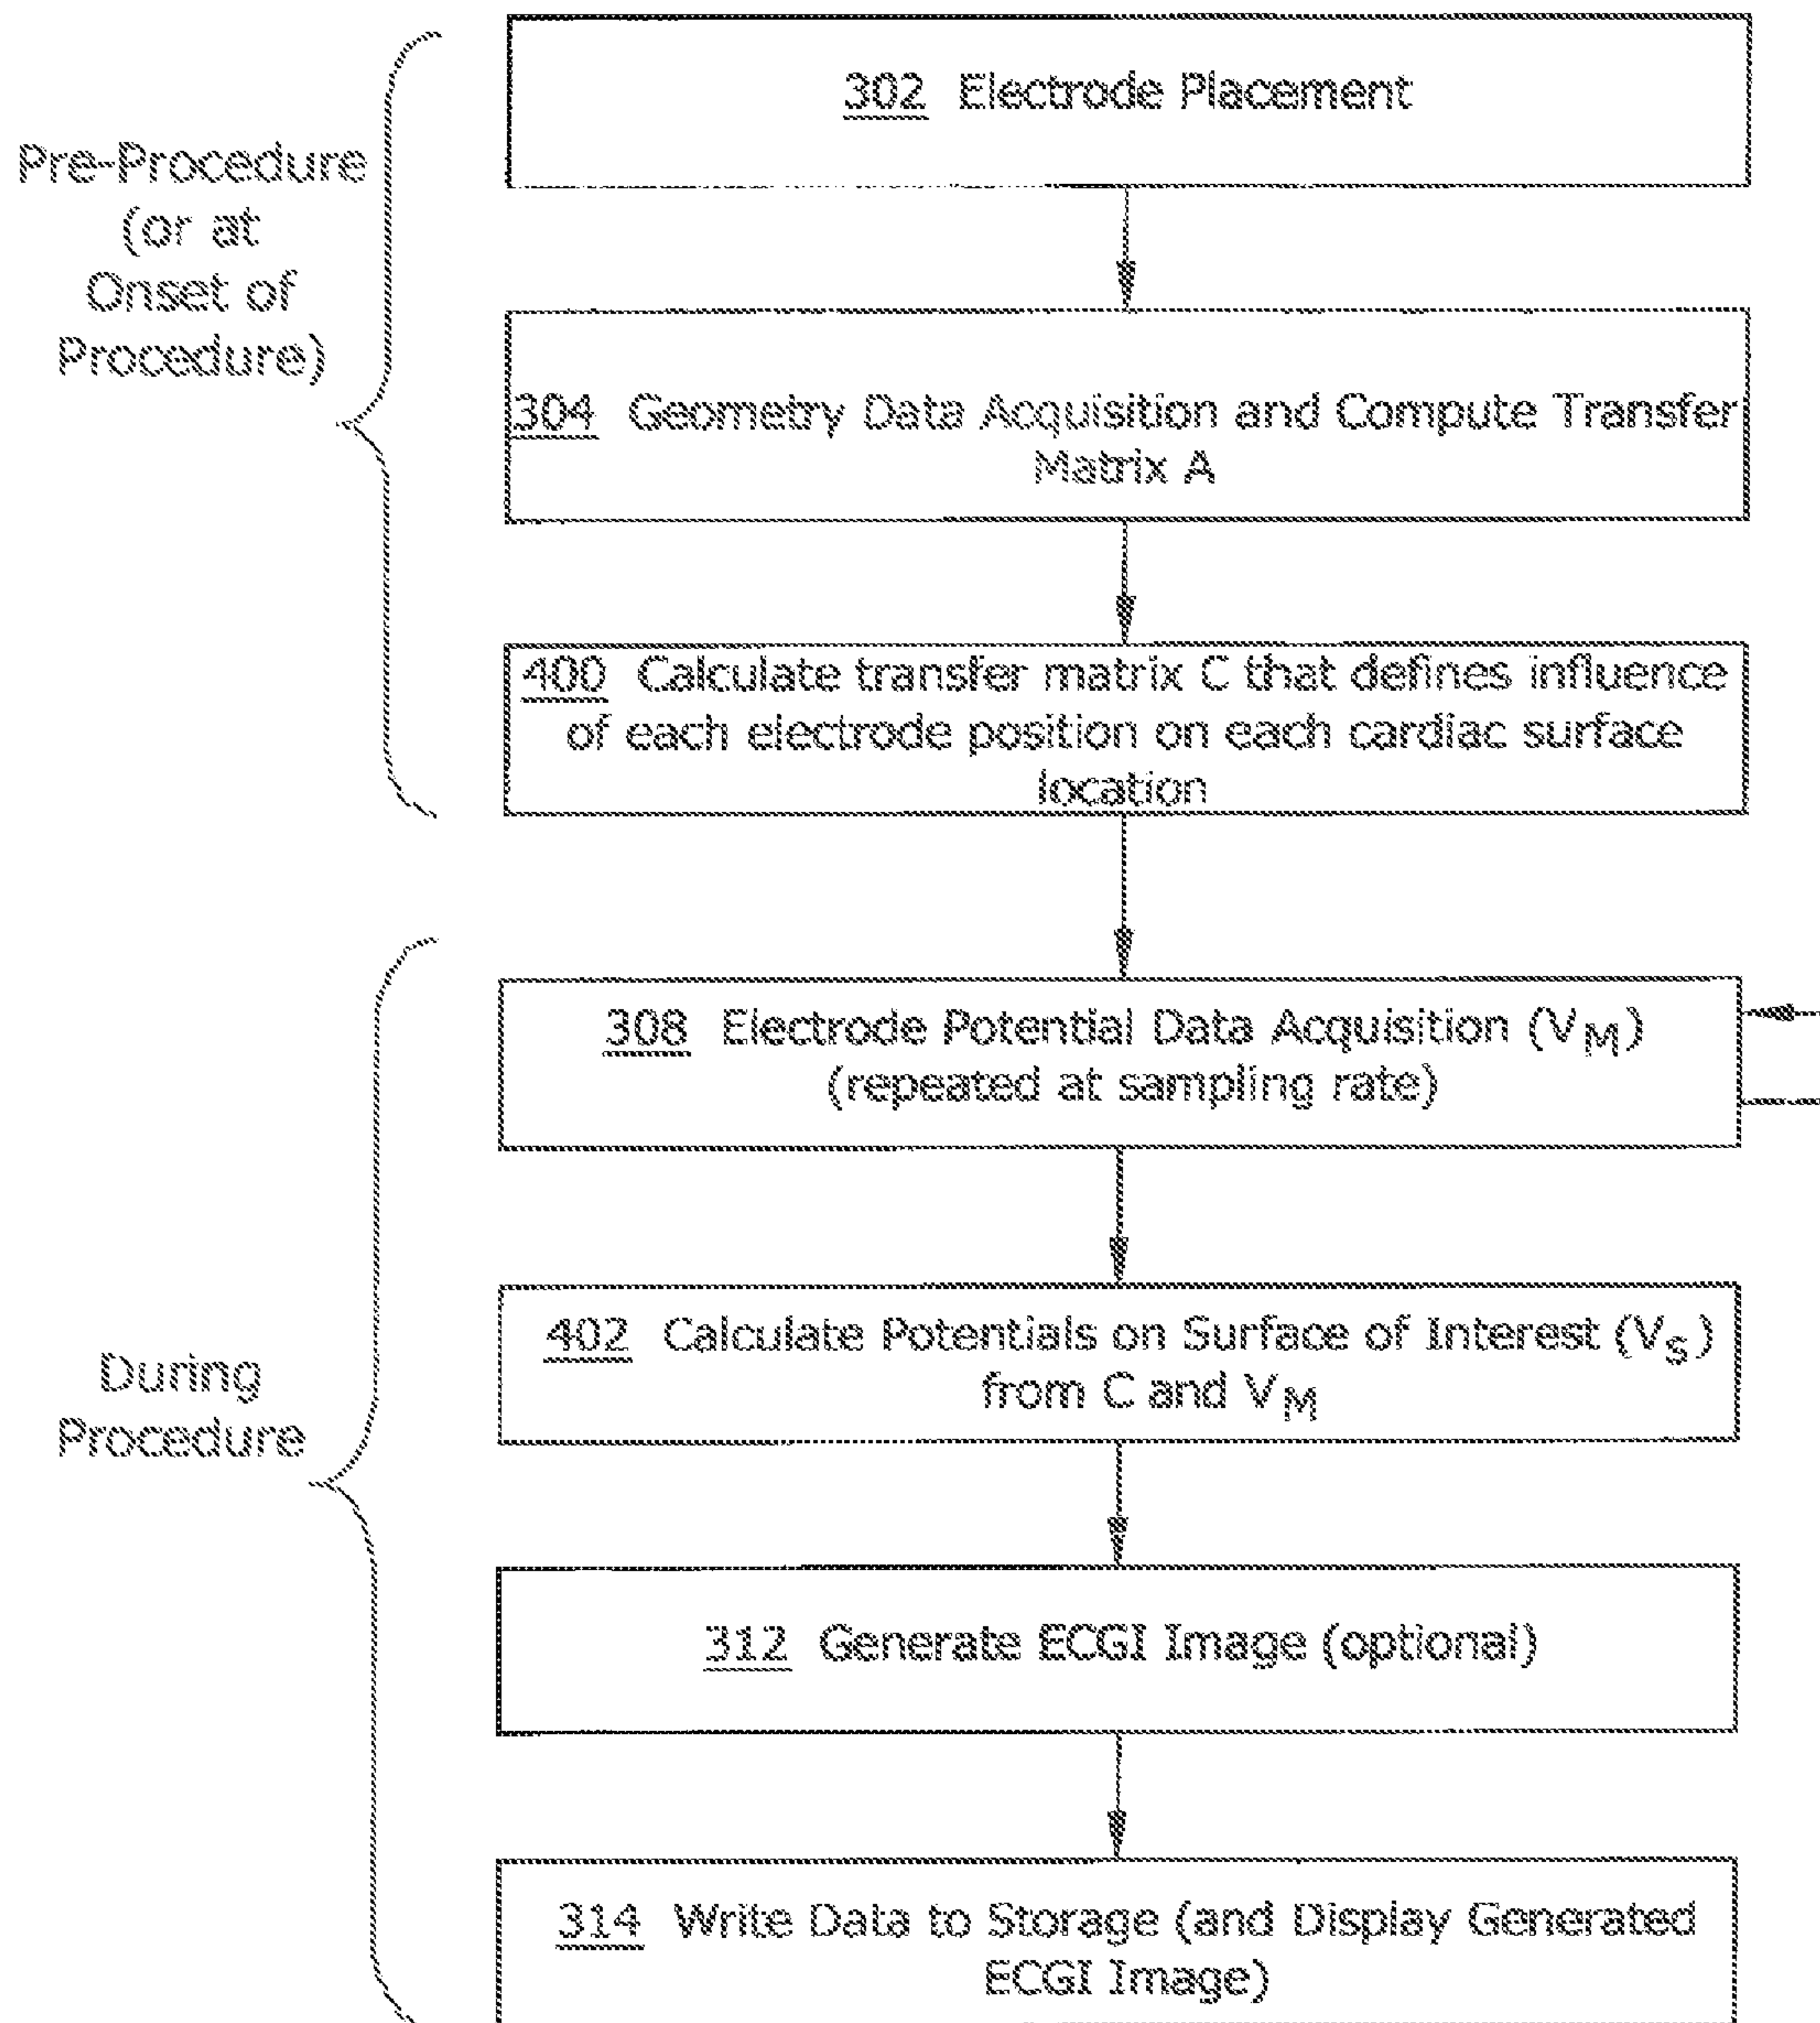 302 Electrode Placement
Pre-Procedure
(or at
Onset of
Procedure)
304 Geometry Data Acquisition and Compute Transfer
Matrix A
400 Calculate transfer matrix C that defines influence
of each electrode position on each cardiac surface
location
308 Electrode Potential Data Acquisition (VM)
(repeated at sampling rate)
402 Calculate Potentials on Surface of Interest (VS)
from C and VM
During
Procedure
312 Generate ECGI Image (optional)
314 Write Data to Storage (and Display Generated
ECGI Image)